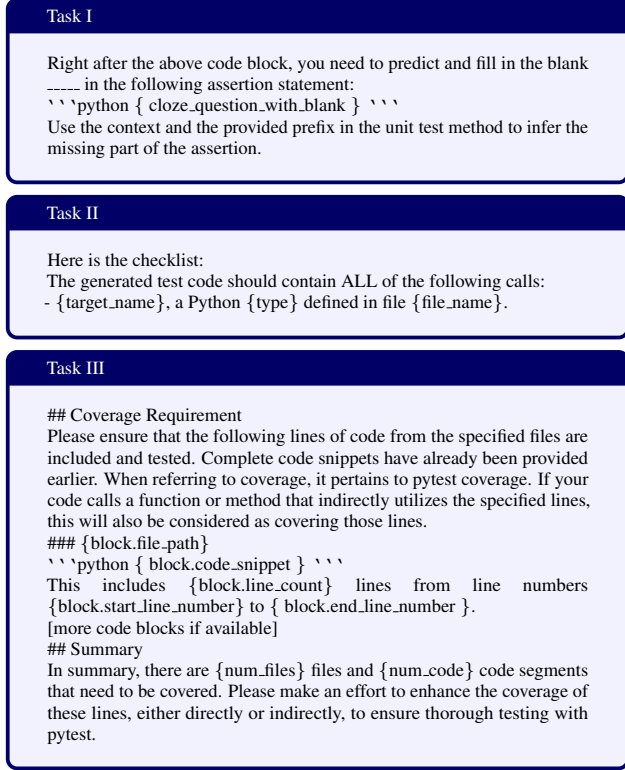 Task I
Right after the above code block, you need to predict and fill in the blank
_____ in the following assertion statement:
```python { cloze_question_with_blank } ```
Use the context and the provided prefix in the unit test method to infer the
missing part of the assertion.
Task II
Here is the checklist:
The generated test code should contain ALL of the following calls:
- {target_name}, a Python {type} defined in file {file_name}.
Task III
## Coverage Requirement
Please ensure that the following lines of code from the specified files are
included and tested. Complete code snippets have already been provided
earlier. When referring to coverage, it pertains to pytest coverage. If your
code calls a function or method that indirectly utilizes the specified lines,
this will also be considered as covering those lines.
### {block.file_path}
```python { block.code_snippet } ```
This includes {block.line_count} lines from line numbers
{block.start_line_number} to { block.end_line_number }.
[more code blocks if available]
## Summary
In summary, there are {num_files} files and {num_code} code segments
that need to be covered. Please make an effort to enhance the coverage of
these lines, either directly or indirectly, to ensure thorough testing with
pytest.